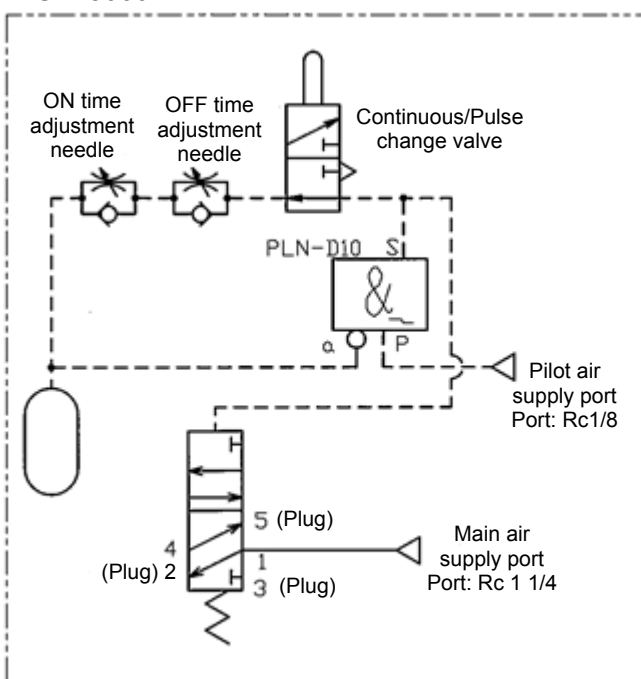 ON time
adjustment
needle
OFF time
adjustment
needle
Continuous/Pulse
change valve
PLN-D10 S
&
a P
Pilot air
supply port
Port: Rc1/8
5 (Plug)
4
(Plug) 2
1
3 (Plug)
Main air
supply port
Port: Rc 1 1/4